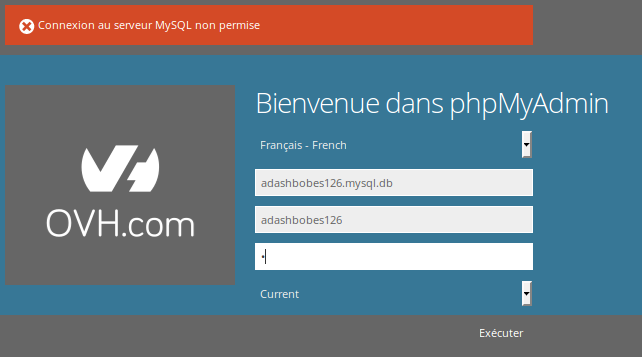 Connexion au serveur MySQL non permise
Bienvenue dans phpMyAdmin
Français - French
adashbobes126.mysql.db
adashbobes126
•
Current
OVH.com
Exécuter